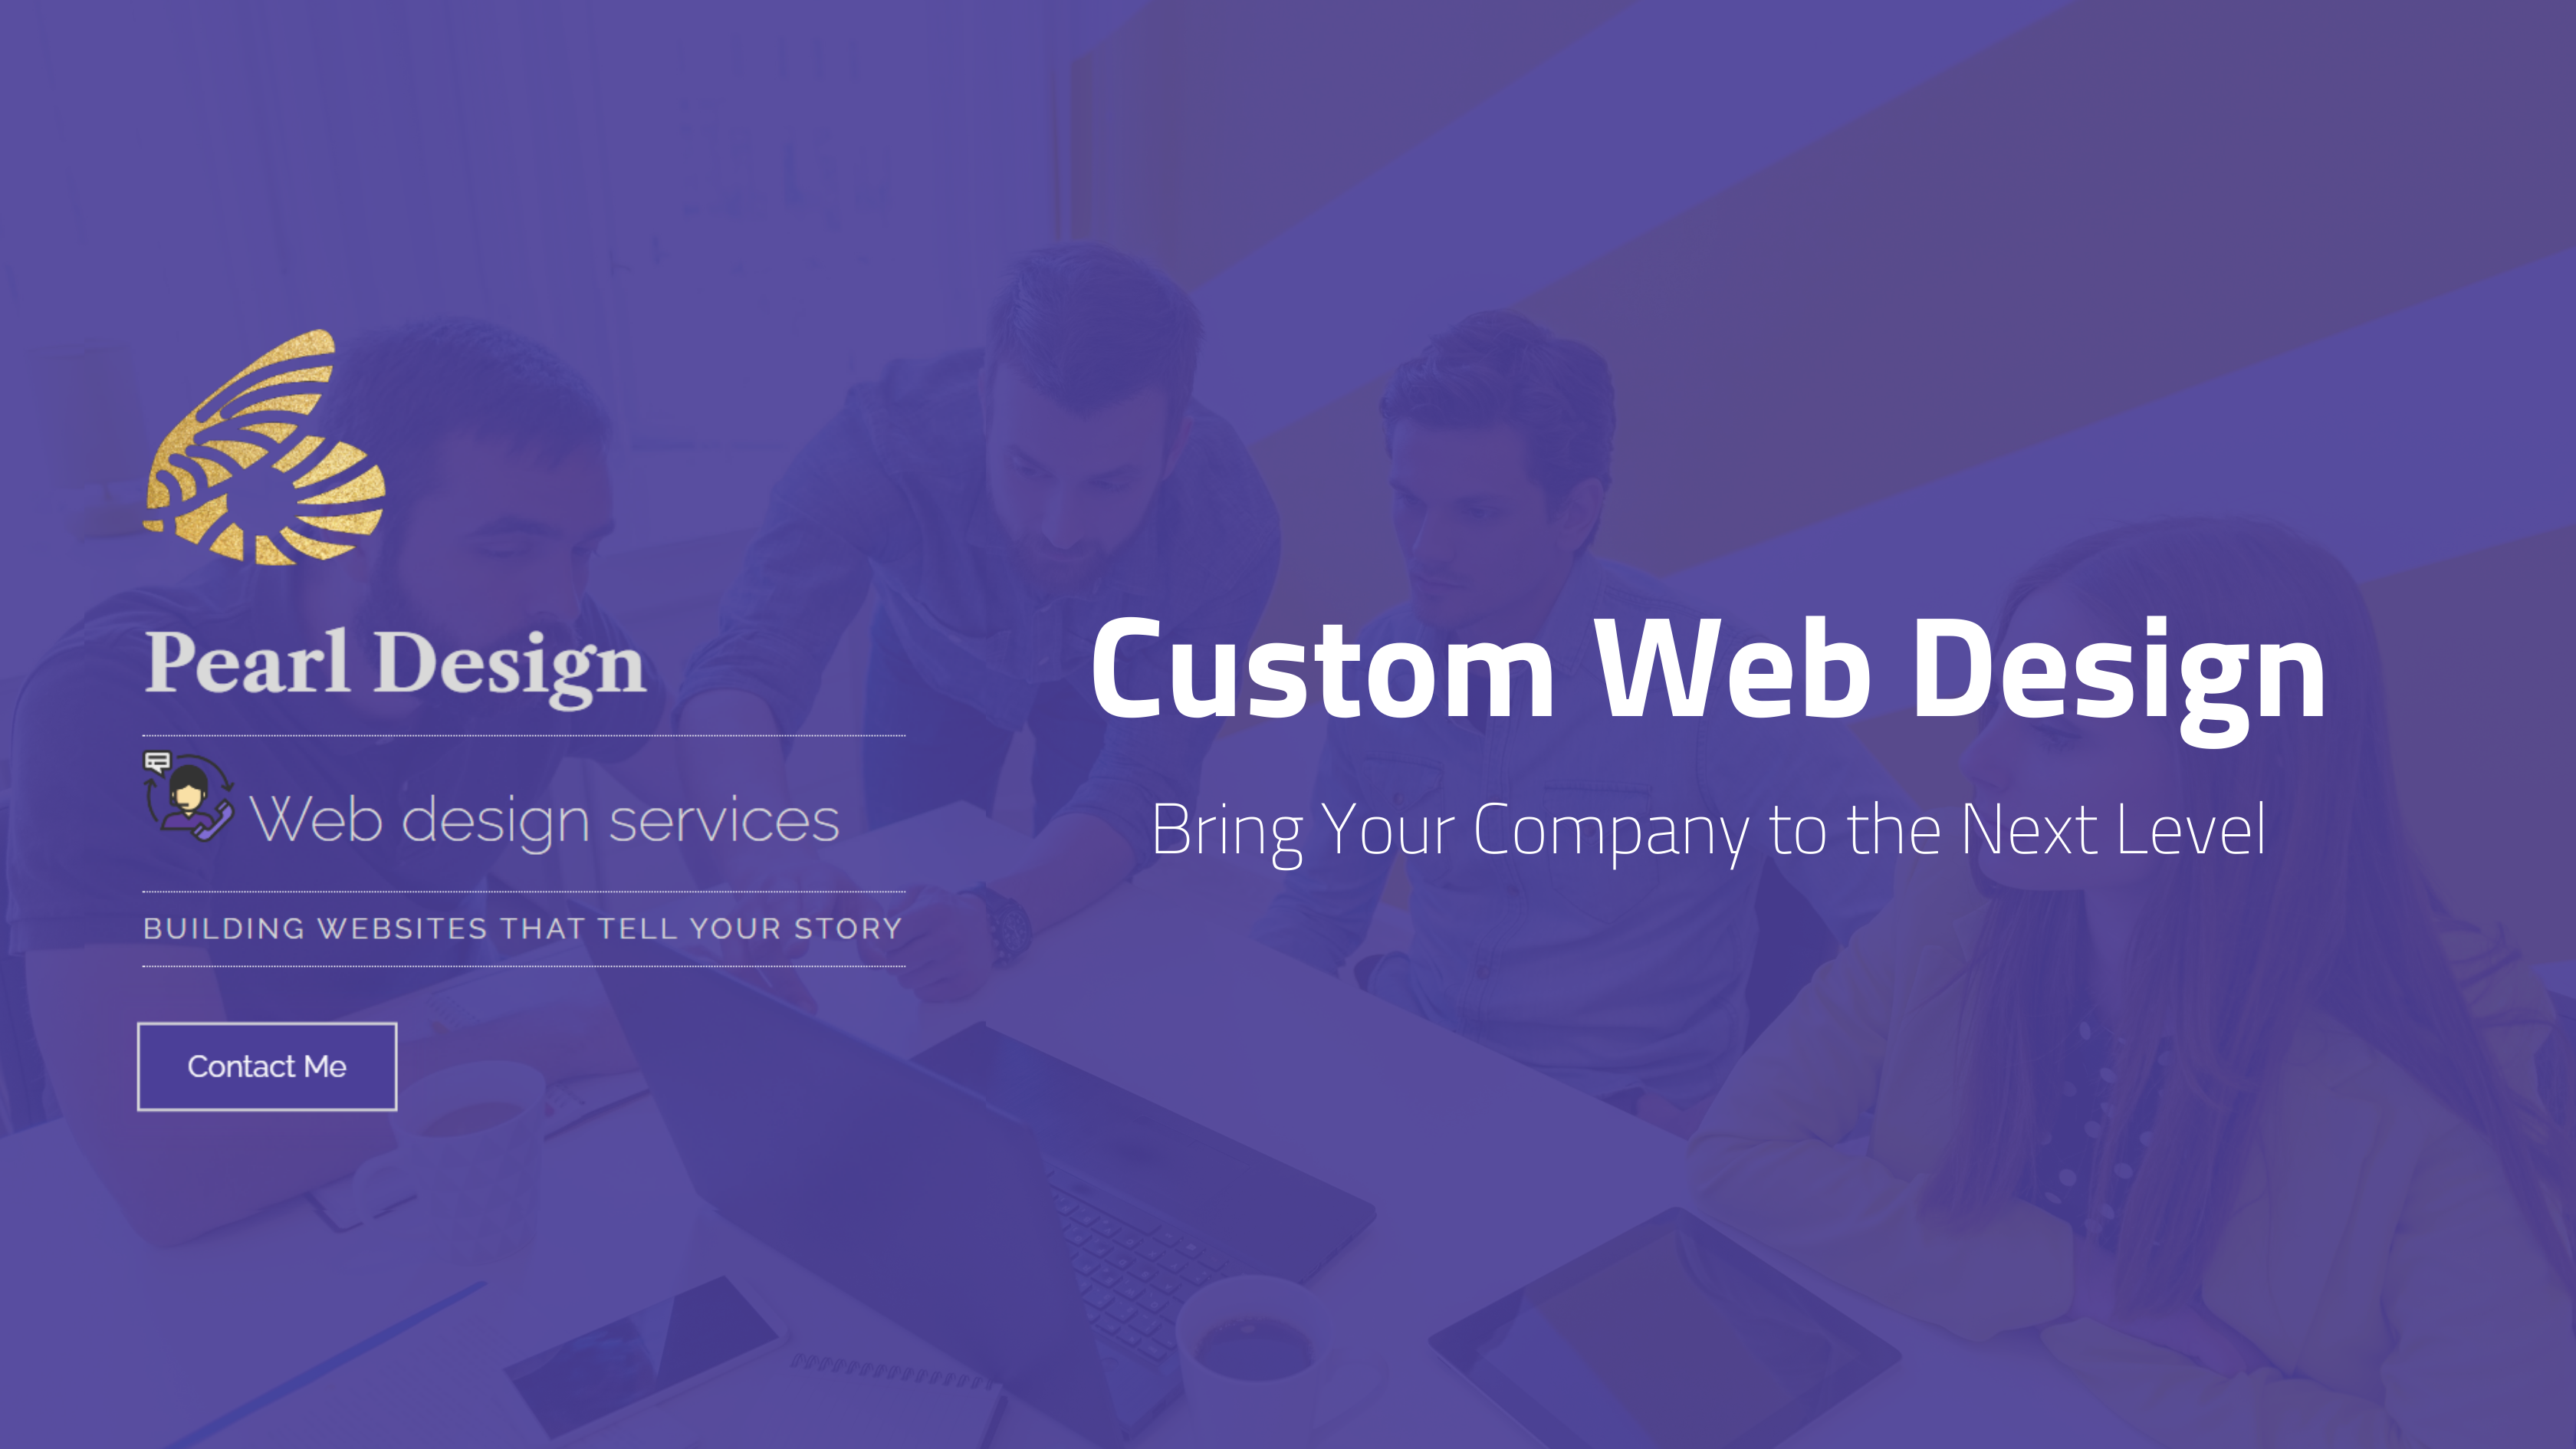 Pearl Design
Web design services
BUILDING WEBSITES THAT TELL YOUR STORY
Contact Me
Custom Web Design
Bring Your Company to the Next Level